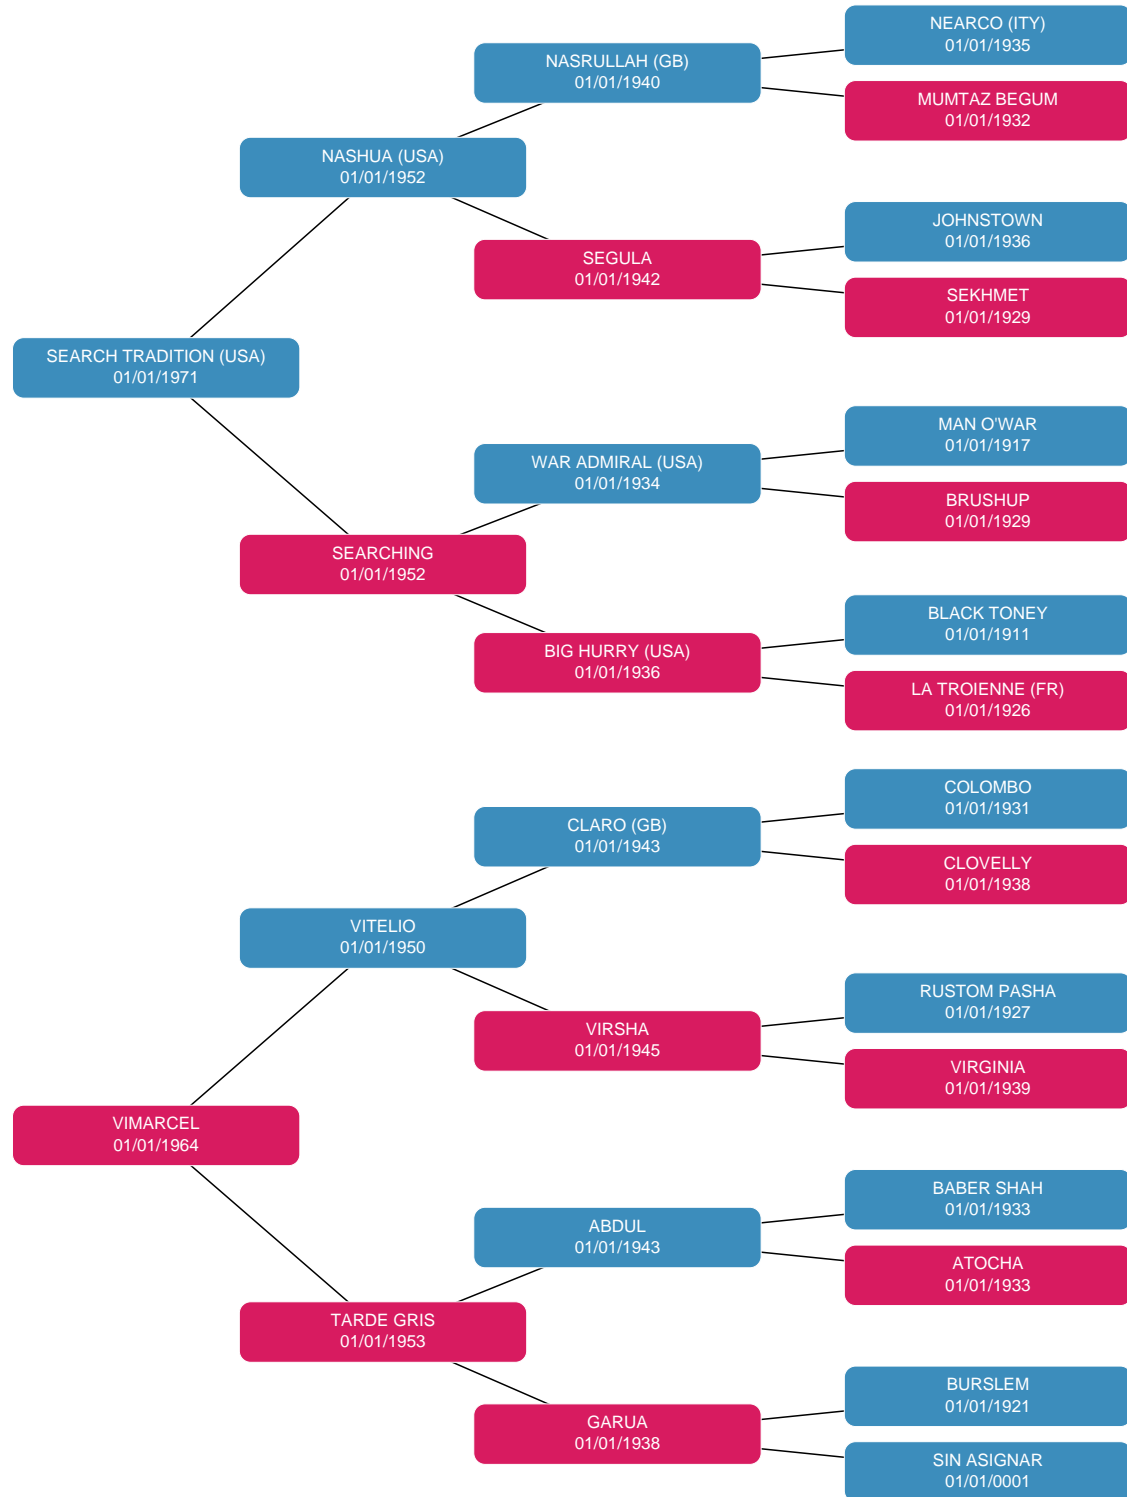 NEARCO (ITY)
01/01/1935
NASRULLAH (GB)
01/01/1940
MUMTAZ BEGUM
01/01/1932
NASHUA (USA)
01/01/1952
JOHNSTOWN
01/01/1936
SEGULA
01/01/1942
SEKHMET
01/01/1929
SEARCH TRADITION (USA)
01/01/1971
MAN O'WAR
01/01/1917
WAR ADMIRAL (USA)
01/01/1934
BRUSHUP
01/01/1929
SEARCHING
01/01/1952
BLACK TONEY
01/01/1911
BIG HURRY (USA)
01/01/1936
LA TROIENNE (FR)
01/01/1926
COLOMBO
01/01/1931
CLARO (GB)
01/01/1943
CLOVELLY
01/01/1938
VITELIO
01/01/1950
RUSTOM PASHA
01/01/1927
VIRSHA
01/01/1945
VIRGINIA
01/01/1939
VIMARCEL
01/01/1964
BABER SHAH
01/01/1933
ABDUL
01/01/1943
ATOCHA
01/01/1933
TARDE GRIS
01/01/1953
BURSLEM
01/01/1921
GARUA
01/01/1938
SIN ASIGNAR
01/01/0001